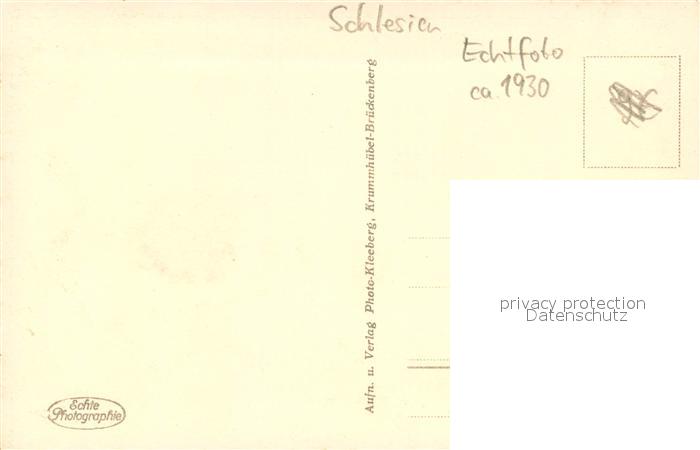 Schlesien
Echtfoto
ca. 1930
Aufn. u. Verlag Photo-Kleeberg, Krummhübel-Brückenberg
privacy protection
Datenschutz
Echte
Photographie